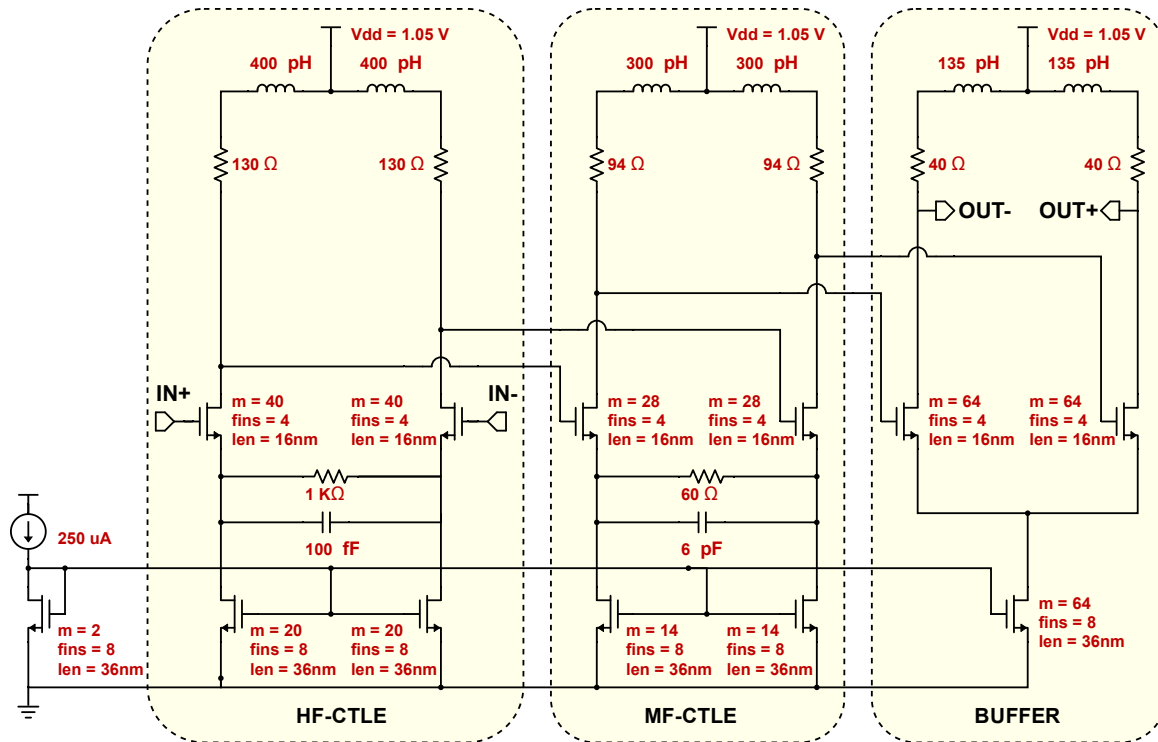 Vdd = 1.05 V
400 pH
400 pH
130 Ω
130 Ω
IN+
IN-
m = 40
fins = 4
len = 16nm
m = 40
fins = 4
len = 16nm
1 KΩ
100 fF
m = 20
fins = 8
len = 36nm
m = 20
fins = 8
len = 36nm
HF-CTLE
250 uA
m = 2
fins = 8
len = 36nm
Vdd = 1.05 V
300 pH
300 pH
94 Ω
94 Ω
m = 28
fins = 4
len = 16nm
m = 28
fins = 4
len = 16nm
60 Ω
6 pF
m = 14
fins = 8
len = 36nm
m = 14
fins = 8
len = 36nm
MF-CTLE
Vdd = 1.05 V
135 pH
135 pH
40 Ω
40 Ω
OUT-
OUT+
m = 64
fins = 4
len = 16nm
m = 64
fins = 4
len = 16nm
m = 64
fins = 8
len = 36nm
BUFFER